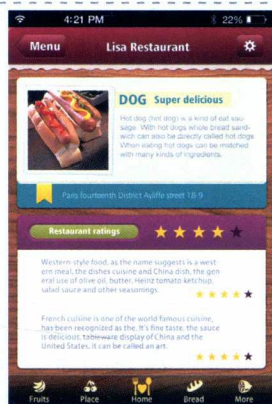 4:21 PM 22%
Menu Lisa Restaurant
DOG Super delicious
Hot dog (hot dog) is a kind of eat sau-
sage. With hot dogs whole bread sand-
wich can also be directly called hot dog.
When eating hot dogs can be matched
with many kinds of ingredients.
Paris fourteenth District Ayliffe street 18-9
Restaurant ratings
Western-style food, as the name suggests is a west
ern meal, the dishes cuisine and China dish, the gen
eral use of olive oil, butter, Heinz tomato ketchup,
salad sauce and other seasonings.
French cuisine is one of the world famous cuisine,
has been recognized as the. It's fine taste, the sauce
is delicious, tableware display of China and the
United States, it can be called an art.
Fruits Place Home Bread More